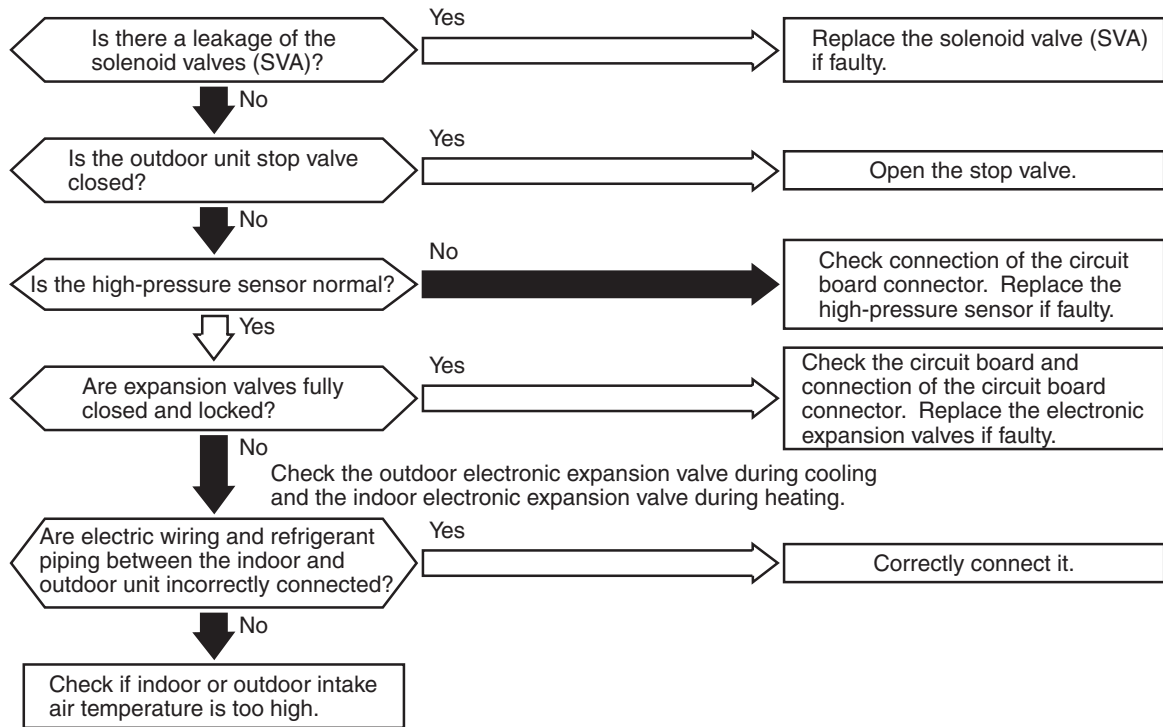 Yes
Is there a leakage of the
solenoid valves (SVA)?
Replace the solenoid valve (SVA)
if faulty.
No
Yes
Is the outdoor unit stop valve
closed?
Open the stop valve.
No
No
Is the high-pressure sensor normal?
Check connection of the circuit
board connector.  Replace the
high-pressure sensor if faulty.
Yes
Yes
Are expansion valves fully
closed and locked?
Check the circuit board and
connection of the circuit board
connector.  Replace the electronic
expansion valves if faulty.
No
Check the outdoor electronic expansion valve during cooling
and the indoor electronic expansion valve during heating.
Yes
Are electric wiring and refrigerant
piping between the indoor and
outdoor unit incorrectly connected?
Correctly connect it.
No
Check if indoor or outdoor intake
air temperature is too high.